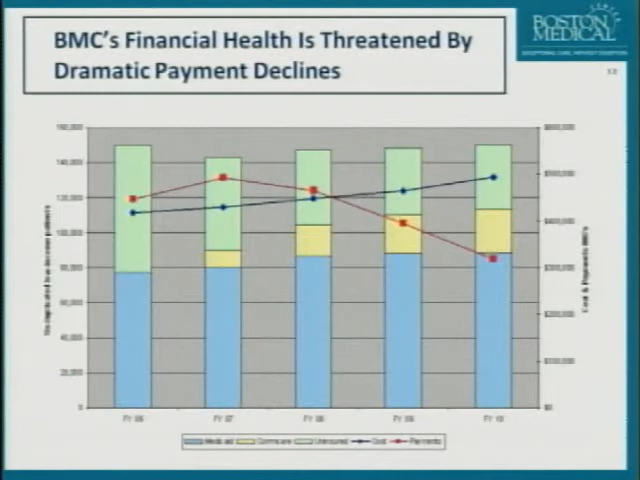 BMC's Financial Health Is Threatened By
Dramatic Payment Declines
BOSTON
MEDICAL
CENTER
160,000
140,000
120,000
100,000
80,000
60,000
40,000
20,000
0
$600,000
$500,000
$400,000
$300,000
$200,000
$100,000
$0
FY 06
FY 07
FY 08
FY 09
FY 10
Medicaid
Uninsured
Cost
Payments